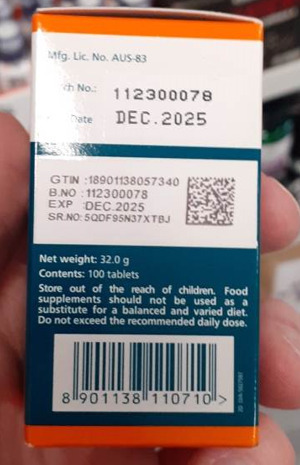 Mfg. Lic. No. AUS-83
h No.: 112300078
Date DEC.2025
GTIN :18901138057340
B.NO :112300078
EXP :DEC.2025
SR.NO: 5QDF95N37XTBJ
Net weight: 32.0 g
Contents: 100 tablets
Store out of the reach of children. Food
supplements should not be used as a
substitute for a balanced and varied diet.
Do not exceed the recommended daily dose.
8 901138 110710 >